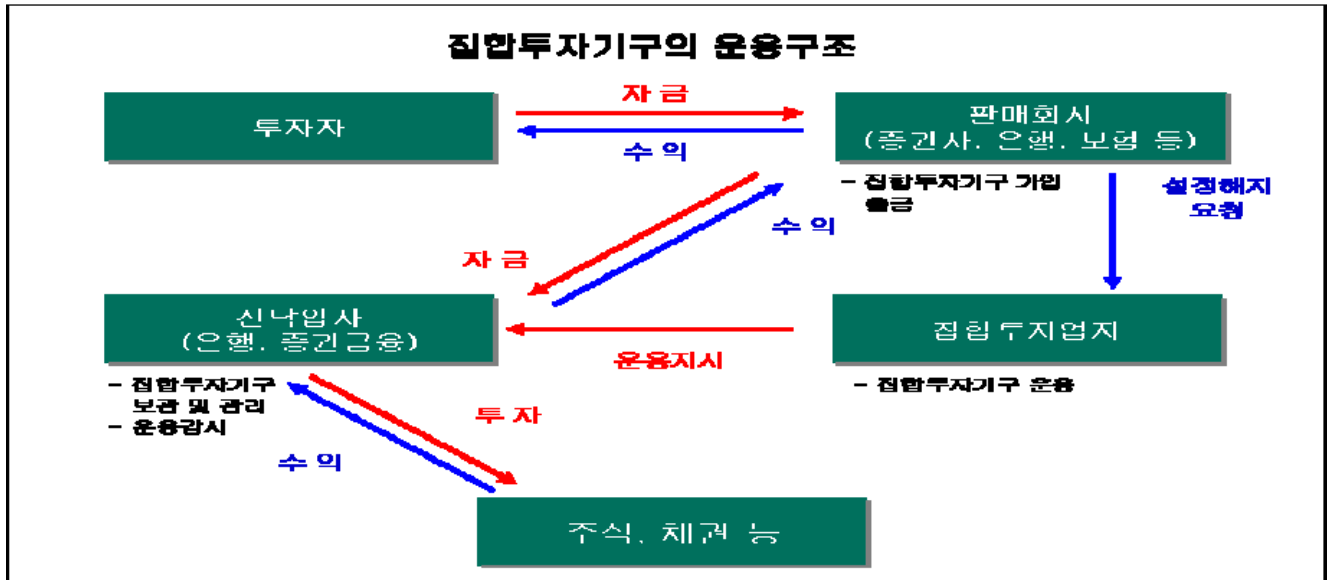 집합투자기구의 운용구조
투자자
자 금
수 익
판매회사
(증권사, 은행, 보험 등)
- 집합투자기구 가입
출금
설정해지
요청
자 금
수 익
신탁업자
(은행, 증권금융)
- 집합투자기구
보관 및 관리
- 운용감시
운용지시
집합투자업자
- 집합투자기구 운용
투 자
수 익
주식, 채권 등